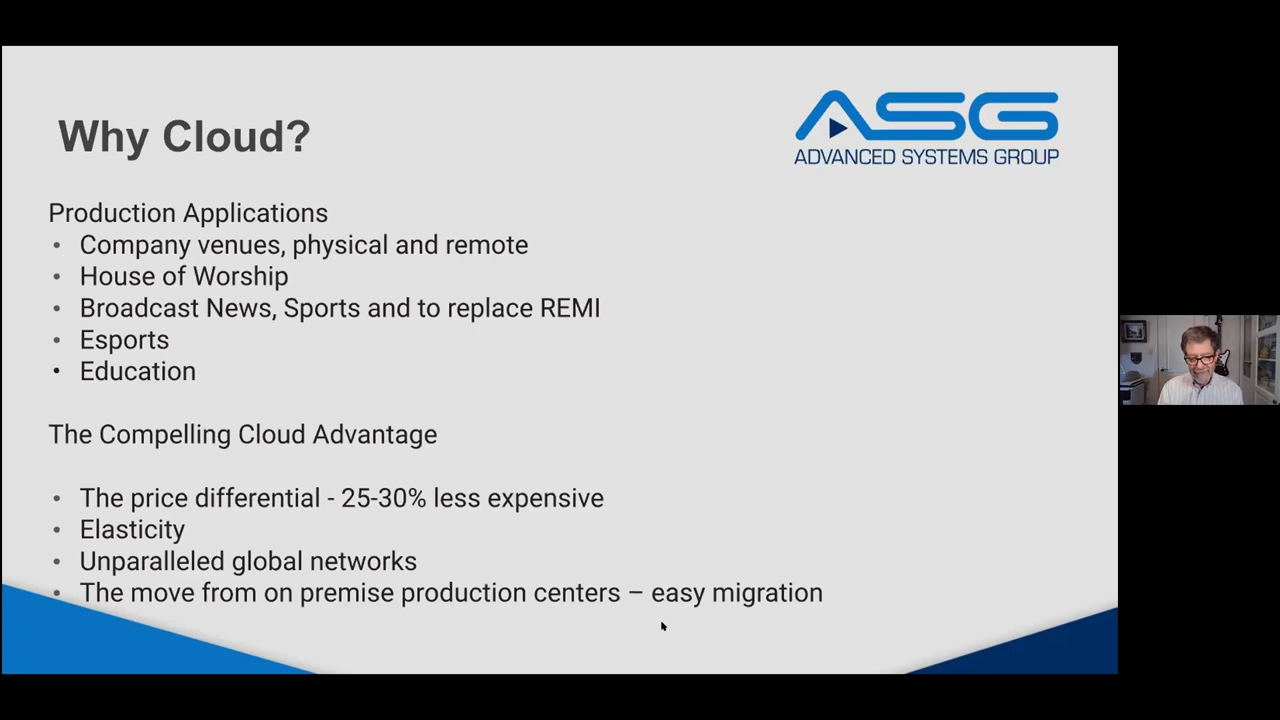 ASG
ADVANCED SYSTEMS GROUP
Why Cloud?
Production Applications
• Company venues, physical and remote
• House of Worship
• Broadcast News, Sports and to replace REMI
• Esports
• Education
The Compelling Cloud Advantage
• The price differential - 25-30% less expensive
• Elasticity
• Unparalleled global networks
• The move from on premise production centers – easy migration